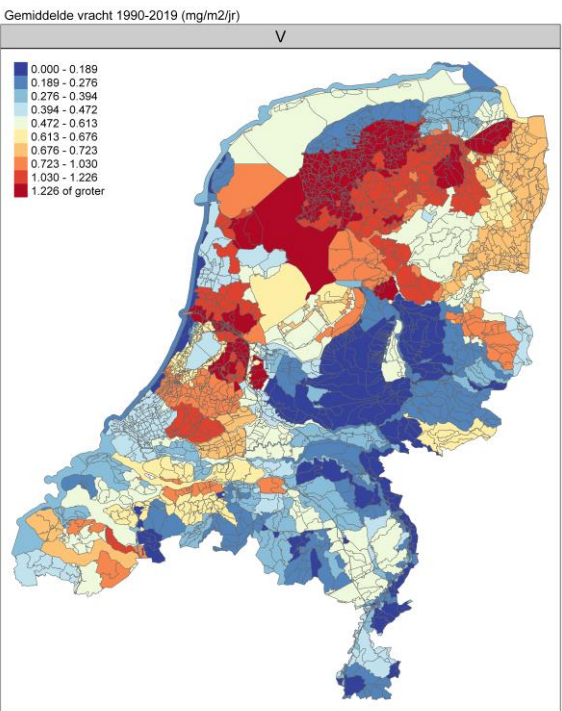 Gemiddelde vracht 1990-2019 (mg/m2/jr)
V
0.000 - 0.189
0.189 - 0.276
0.276 - 0.394
0.394 - 0.472
0.472 - 0.613
0.613 - 0.676
0.676 - 0.723
0.723 - 1.030
1.030 - 1.226
1.226 of groter